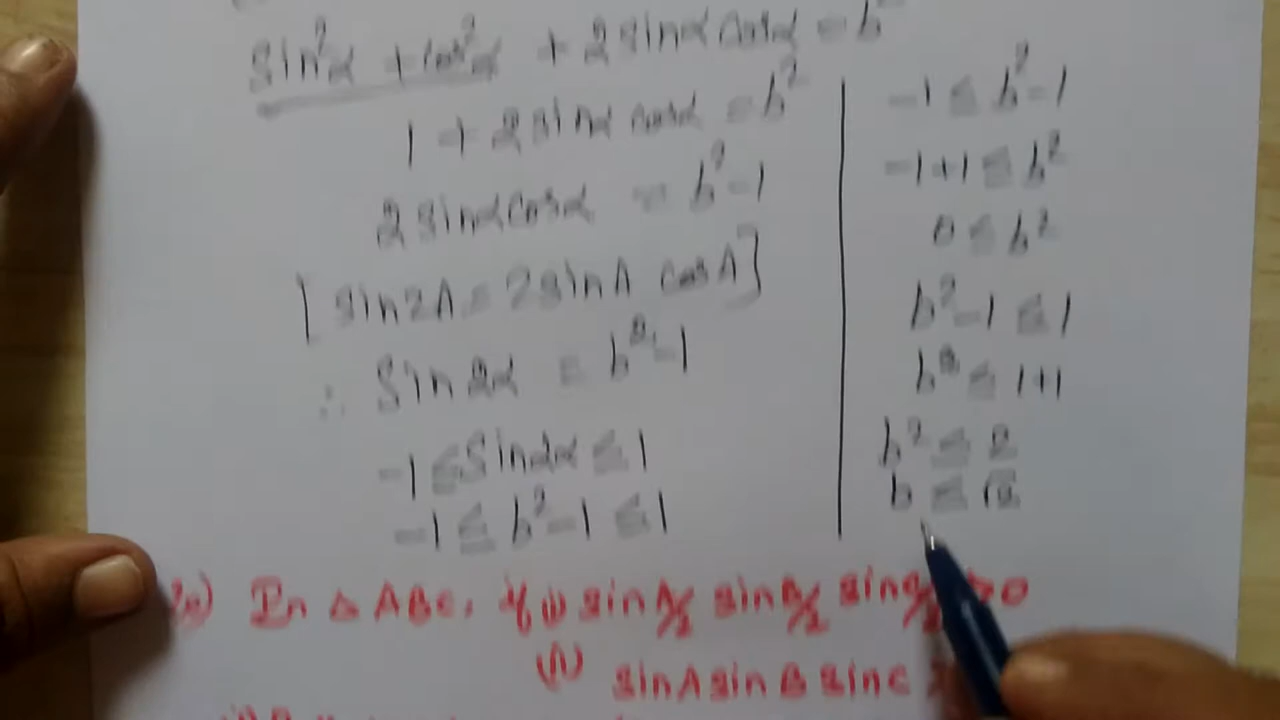 sin²α + cos²α + 2 sinα cosα = b²
1 + 2 sinα cosα = b²
2 sinα cosα = b² - 1
[sin2A = 2 sinA cosA]
∴ sin2α = b² - 1
-1 ≤ sin2α ≤ 1
-1 ≤ b² - 1 ≤ 1
-1 ≤ b² - 1
-1 + 1 ≤ b²
0 ≤ b²
b² - 1 ≤ 1
b² ≤ 1+1
b² ≤ 2
b ≤ √2
In Δ ABC, if (i) sin A/2 sin B/2 sin C/2 >0
(ii) sinA sinB sinC